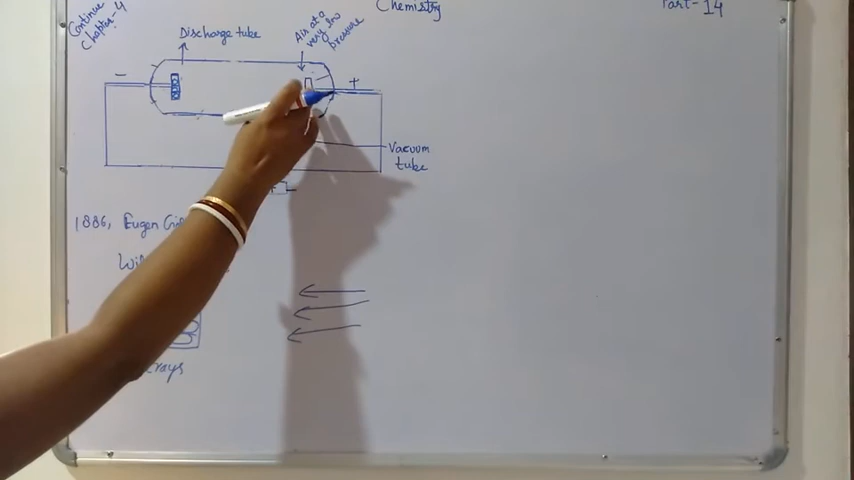 Continue
Chapter-4
Chemistry
Part-14
Discharge tube
Air at a
very low
pressure
-
+
Vacuum
tube
1886, Eugen
rays